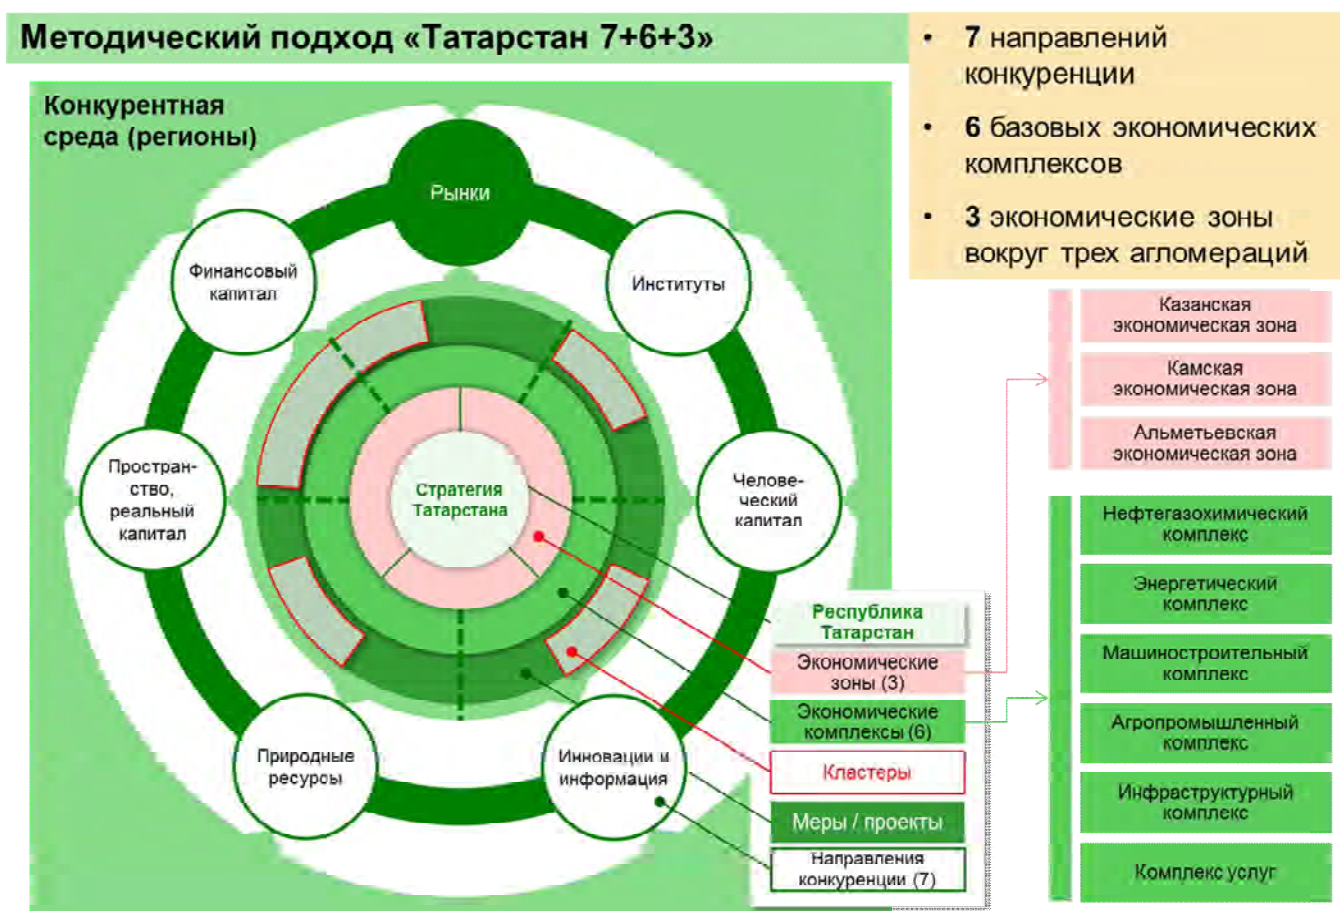 Методический подход «Татарстан 7+6+3»
• 7 направлений
конкуренции
• 6 базовых экономических
комплексов
• 3 экономические зоны
вокруг трех агломераций
Конкурентная
среда (регионы)
Рынки
Финансовый
капитал
Институты
Простран-
ство,
реальный
капитал
Стратегия
Татарстана
Челове-
ческий
капитал
Природные
ресурсы
Инновации и
информация
Республика
Татарстан
Экономические
зоны (3)
Экономические
комплексы (6)
Кластеры
Меры / проекты
Направления
конкуренции (7)
Казанская
экономическая зона
Камская
экономическая зона
Альметьевская
экономическая зона
Нефтегазохимический
комплекс
Энергетический
комплекс
Машиностроительный
комплекс
Агропромышленный
комплекс
Инфраструктурный
комплекс
Комплекс услуг